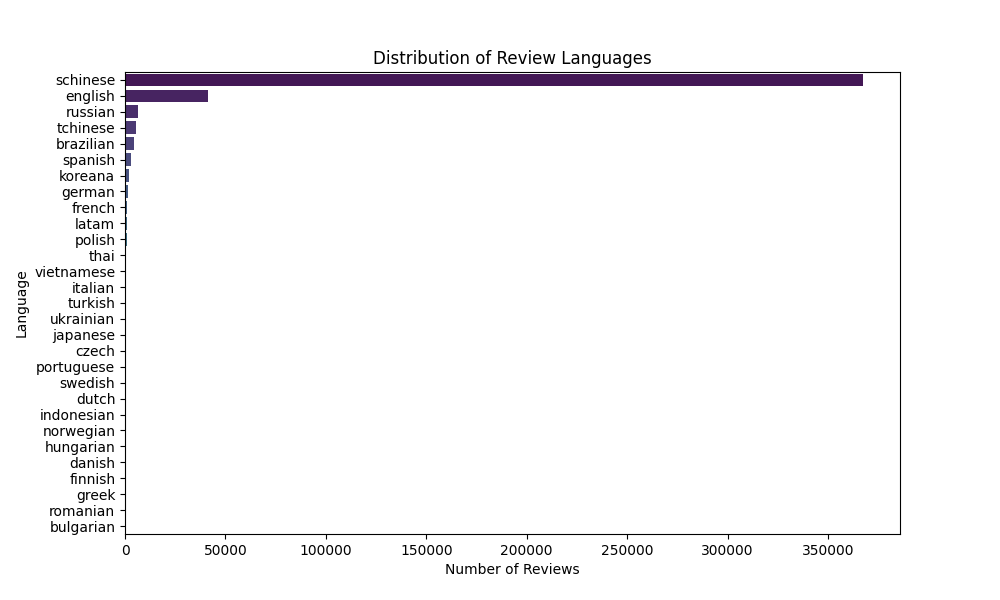 Distribution of Review Languages
schinese
english
russian
tchinese
brazilian
spanish
koreana
german
french
latam
polish
thai
vietnamese
italian
turkish
ukrainian
japanese
czech
portuguese
swedish
dutch
indonesian
norwegian
hungarian
danish
finnish
greek
romanian
bulgarian
Language
0 50000 100000 150000 200000 250000 300000 350000
Number of Reviews